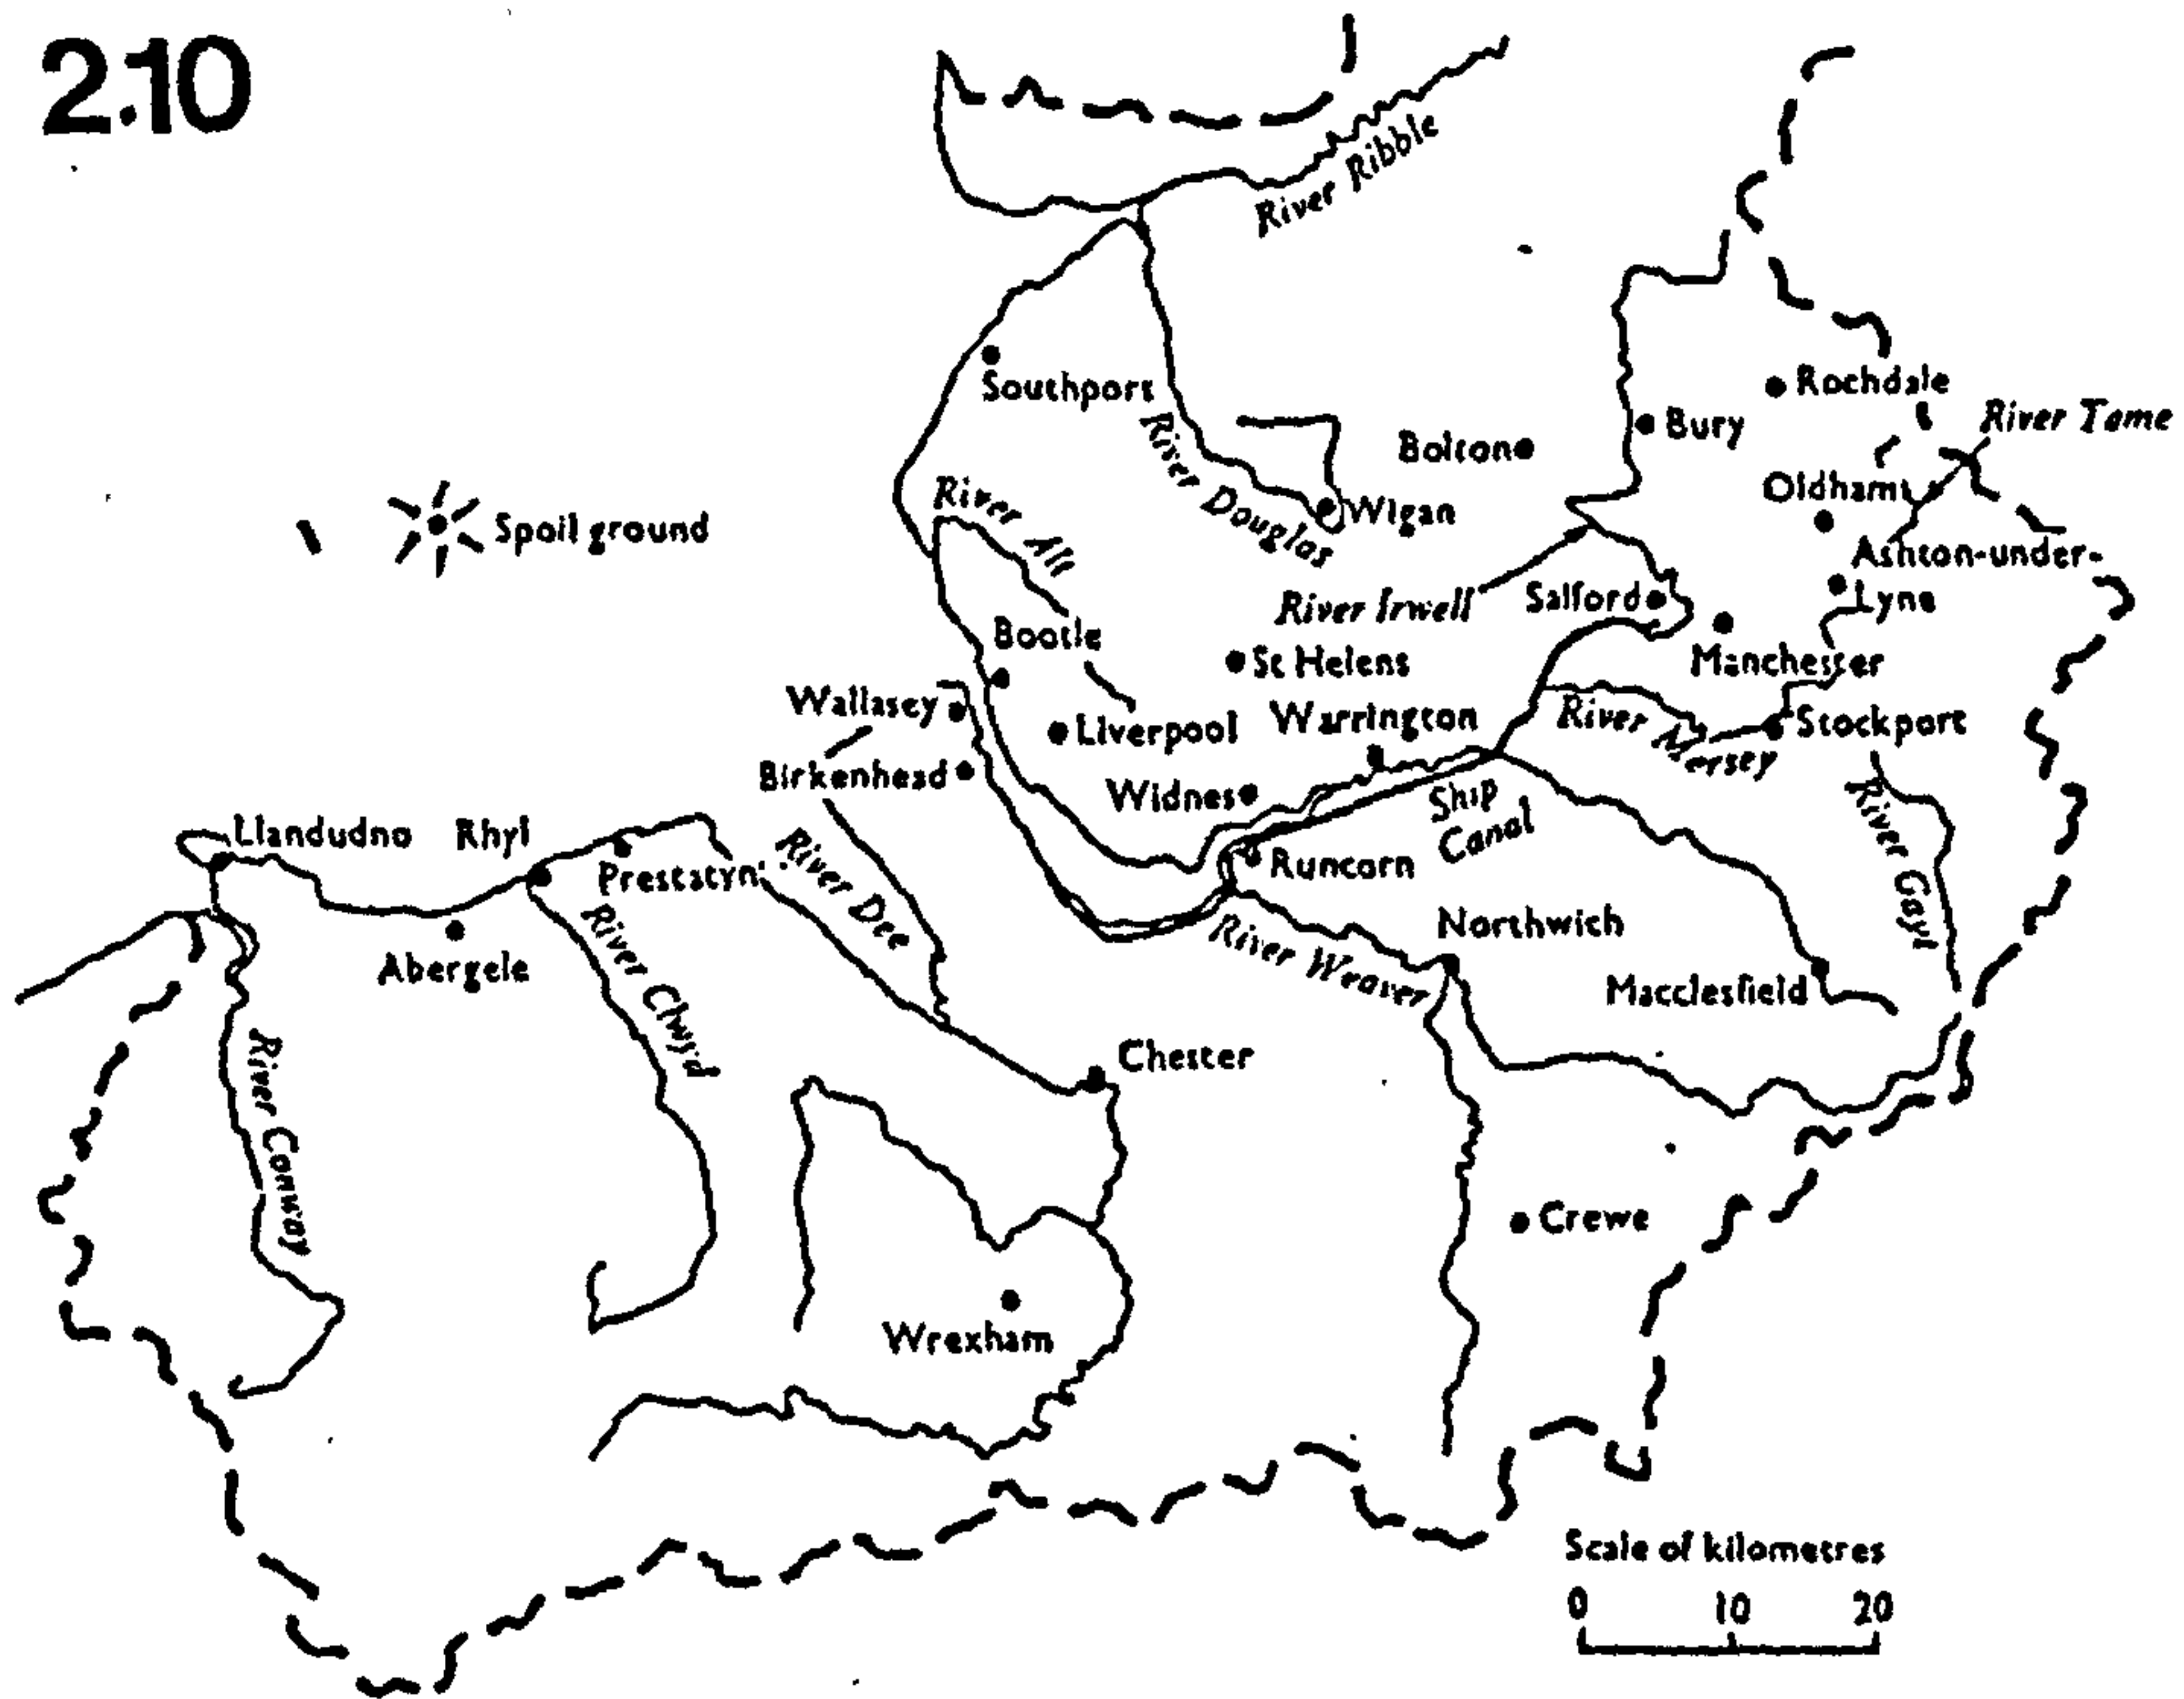 2.10
River Ribble
Southport
Rochdale
River Tame
Bury
Bolton
River Douglas
Oldham
River Alt
Wigan
Spoil ground
Ashton-under-
Lyne
River Irwell
Salford
Bootle
St Helens
Manchester
Wallasey
Liverpool
Warrington
River Mersey
Stockport
Birkenhead
Widnes
Ship
Canal
River Goyt
Llandudno
Rhyl
Prestatyn
River Dee
Runcorn
Abergele
River Clwyd
River Weaver
Northwich
Macclesfield
River Conway
Chester
Crewe
Wrexham
Scale of kilometres
0 10 20